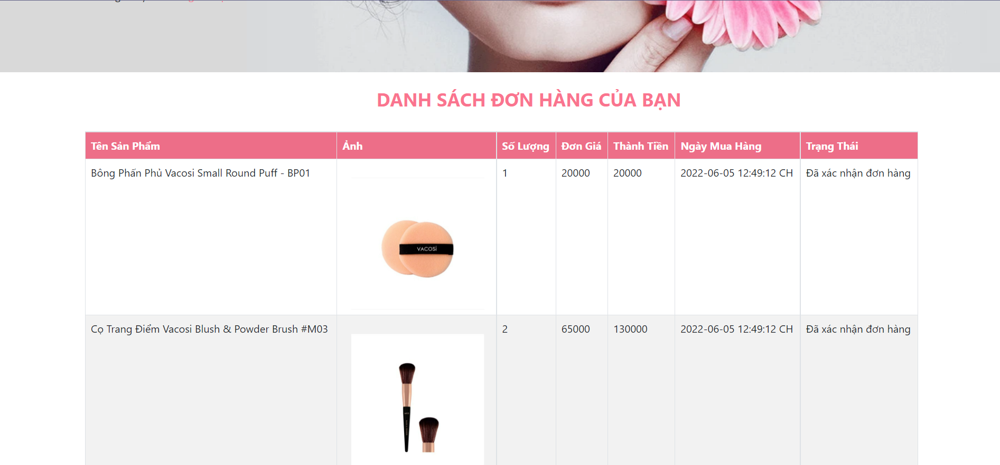 DANH SÁCH ĐƠN HÀNG CỦA BẠN
Tên Sản Phẩm Ảnh Số Lượng Đơn Giá Thành Tiền Ngày Mua Hàng Trạng Thái
Bông Phấn Phủ Vacosi Small Round Puff - BP01 1 20000 20000 2022-06-05 12:49:12 CH Đã xác nhận đơn hàng
VACOSI
Cọ Trang Điểm Vacosi Blush & Powder Brush #M03 2 65000 130000 2022-06-05 12:49:12 CH Đã xác nhận đơn hàng